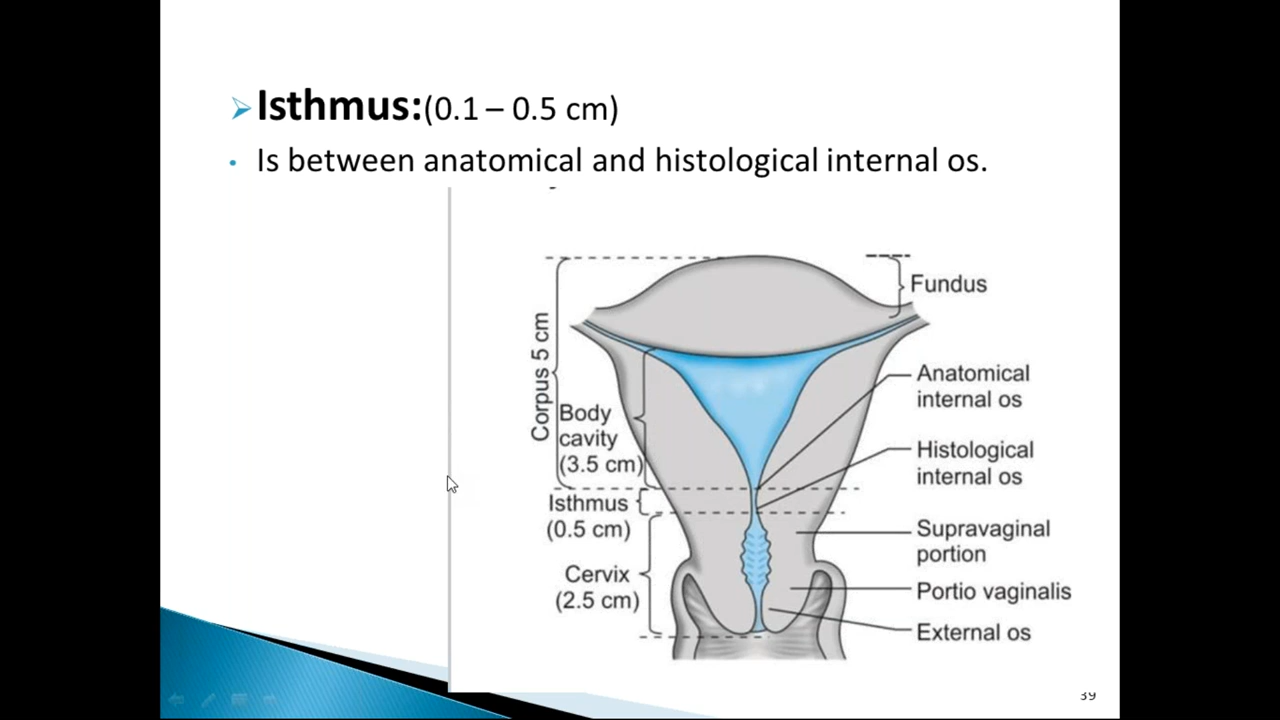 Isthmus:(0.1 – 0.5 cm)
Is between anatomical and histological internal os.
Fundus
Corpus 5 cm
Anatomical
internal os
Body
cavity
(3.5 cm)
Histological
internal os
Isthmus
(0.5 cm)
Supravaginal
portion
Cervix
(2.5 cm)
Portio vaginalis
External os
39